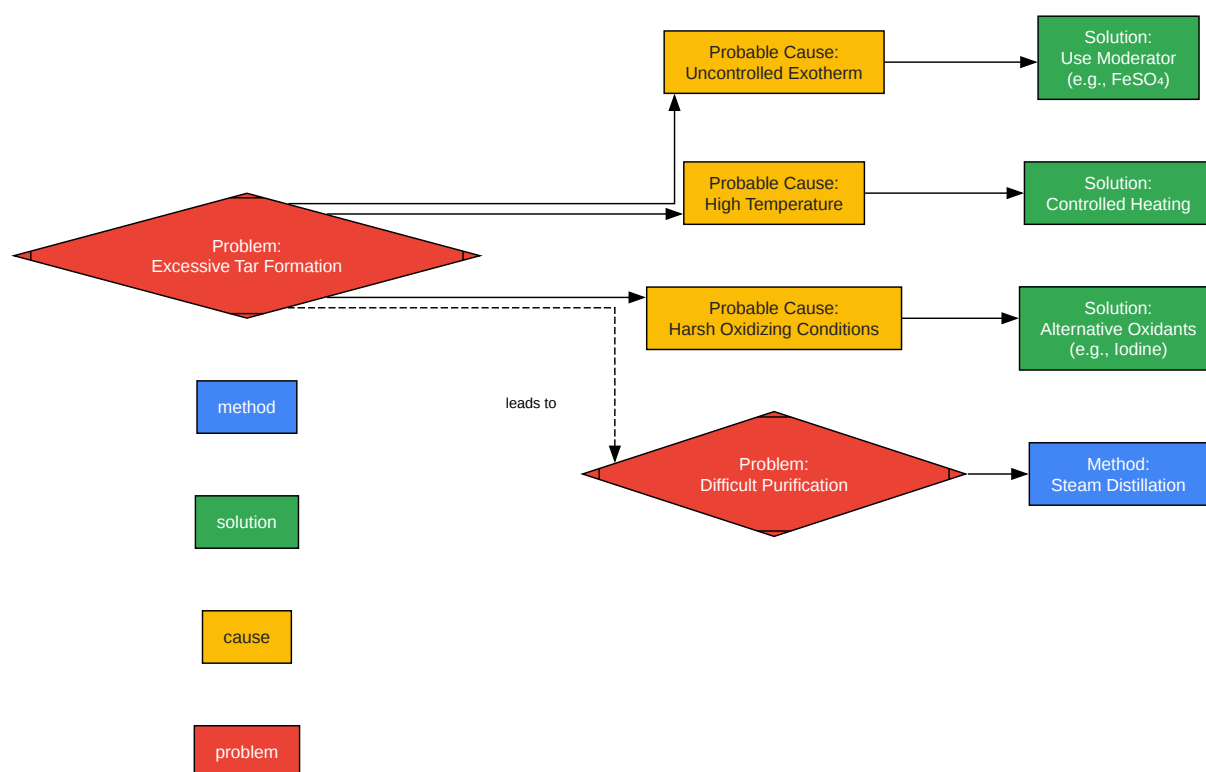 Probable Cause:
Uncontrolled Exotherm
Solution:
Use Moderator
(e.g., FeSO₄)
Probable Cause:
High Temperature
Solution:
Controlled Heating
Problem:
Excessive Tar Formation
Probable Cause:
Harsh Oxidizing Conditions
Solution:
Alternative Oxidants
(e.g., Iodine)
leads to
Problem:
Difficult Purification
Method:
Steam Distillation
method
solution
cause
problem